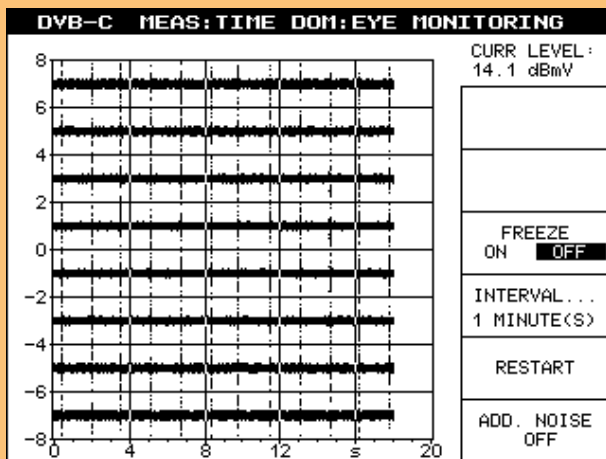 DVB-C MEAS:TIME DOM:EYE MONITORING
CURR LEVEL:
14.1 dBmV
8
6
4
2
0
-2
-4
-6
-8
0 4 8 12 s 20
FREEZE
ON OFF
INTERVAL...
1 MINUTE(S)
RESTART
ADD. NOISE
OFF